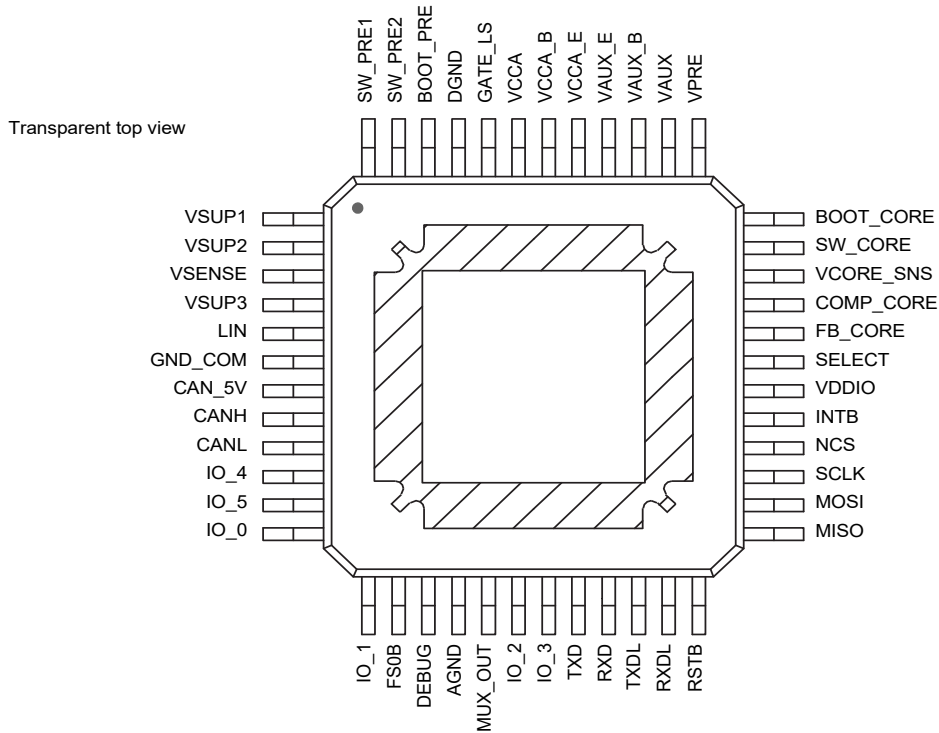 SW_PRE1
SW_PRE2
BOOT_PRE
DGND
GATE_LS
VCCA
VCCA_B
VCCA_E
VAUX_E
VAUX_B
VAUX
VPRE
Transparent top view
VSUP1
VSUP2
VSENSE
VSUP3
LIN
GND_COM
CAN_5V
CANH
CANL
IO_4
IO_5
IO_0
BOOT_CORE
SW_CORE
VCORE_SNS
COMP_CORE
FB_CORE
SELECT
VDDIO
INTB
NCS
SCLK
MOSI
MISO
IO_1
FS0B
DEBUG
AGND
MUX_OUT
IO_2
IO_3
TXD
RXD
TXDL
RXDL
RSTB